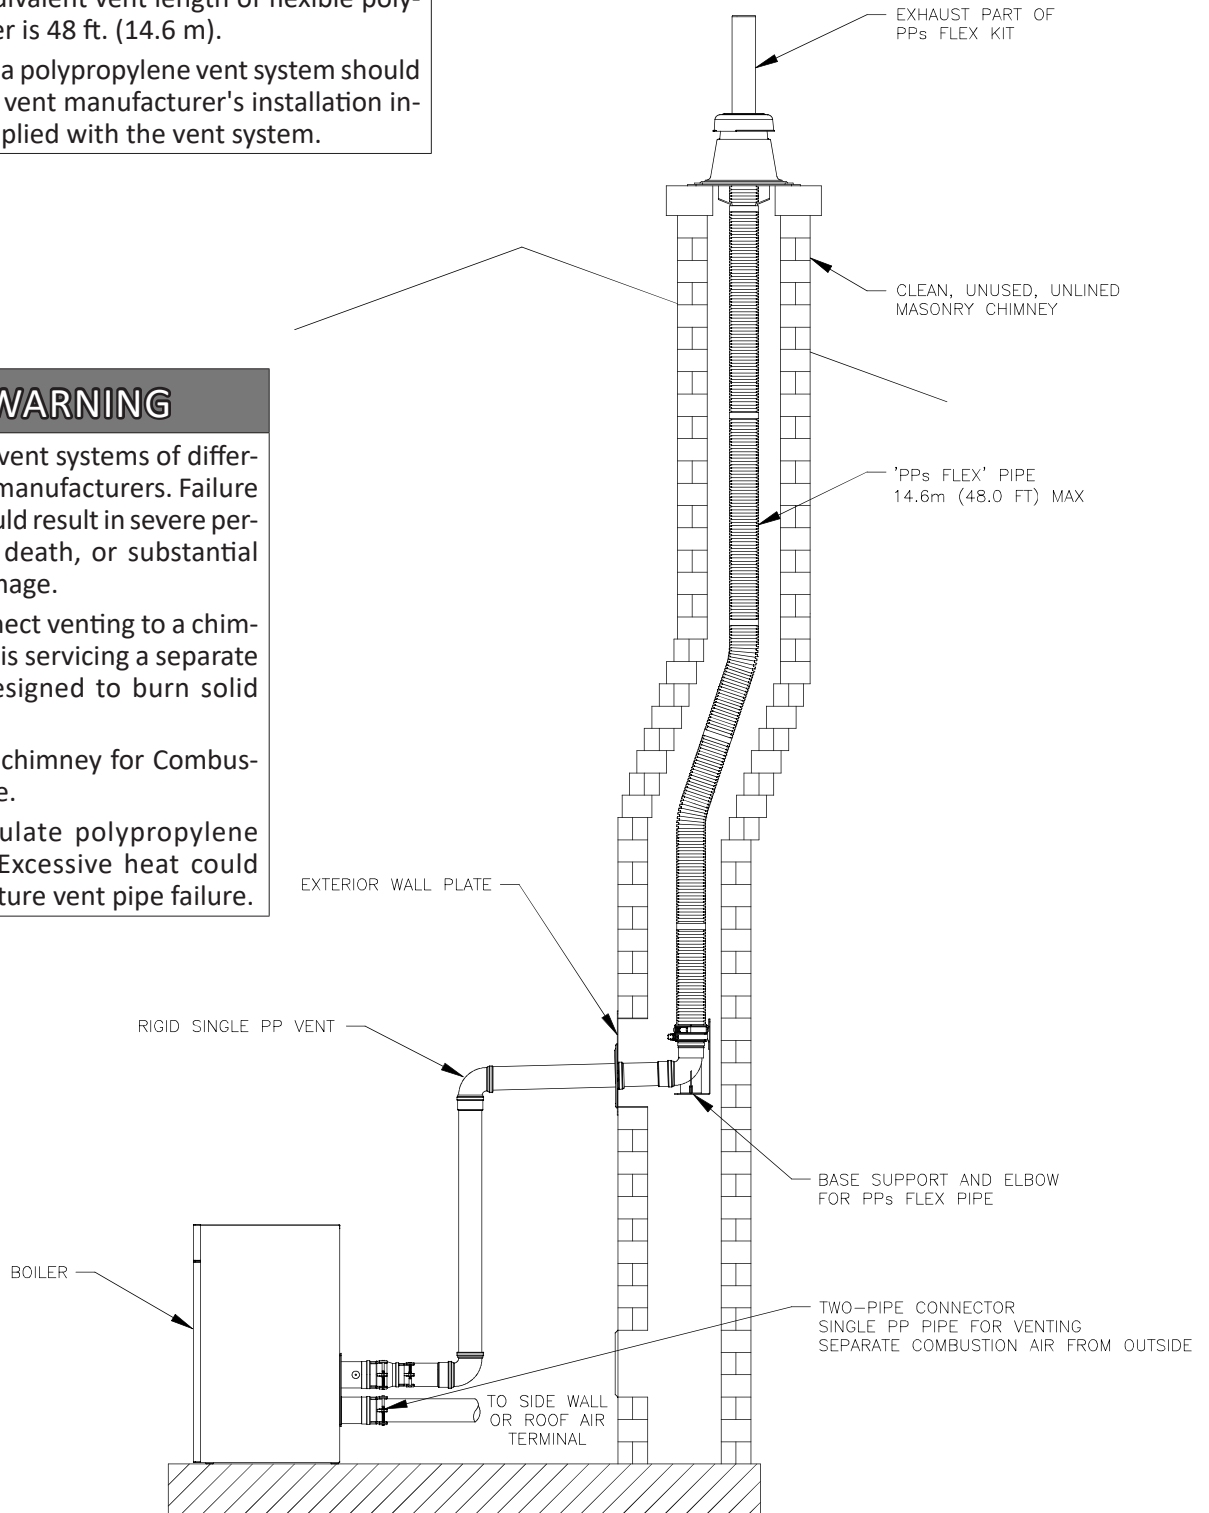 uivalent vent length of flexible poly-
er is 48 ft. (14.6 m).
a polypropylene vent system should
vent manufacturer's installation in-
plied with the vent system.
WARNING
vent systems of differ-
manufacturers. Failure
uld result in severe per-
death, or substantial
mage.
nect venting to a chim-
is servicing a separate
esigned to burn solid
chimney for Combus-
e.
ulate polypropylene
Excessive heat could
ture vent pipe failure.
EXHAUST PART OF
PPs FLEX KIT
CLEAN, UNUSED, UNLINED
MASONRY CHIMNEY
'PPs FLEX' PIPE
14.6m (48.0 FT) MAX
EXTERIOR WALL PLATE
RIGID SINGLE PP VENT
BASE SUPPORT AND ELBOW
FOR PPs FLEX PIPE
BOILER
TWO-PIPE CONNECTOR
SINGLE PP PIPE FOR VENTING
SEPARATE COMBUSTION AIR FROM OUTSIDE
TO SIDE WALL
OR ROOF AIR
TERMINAL